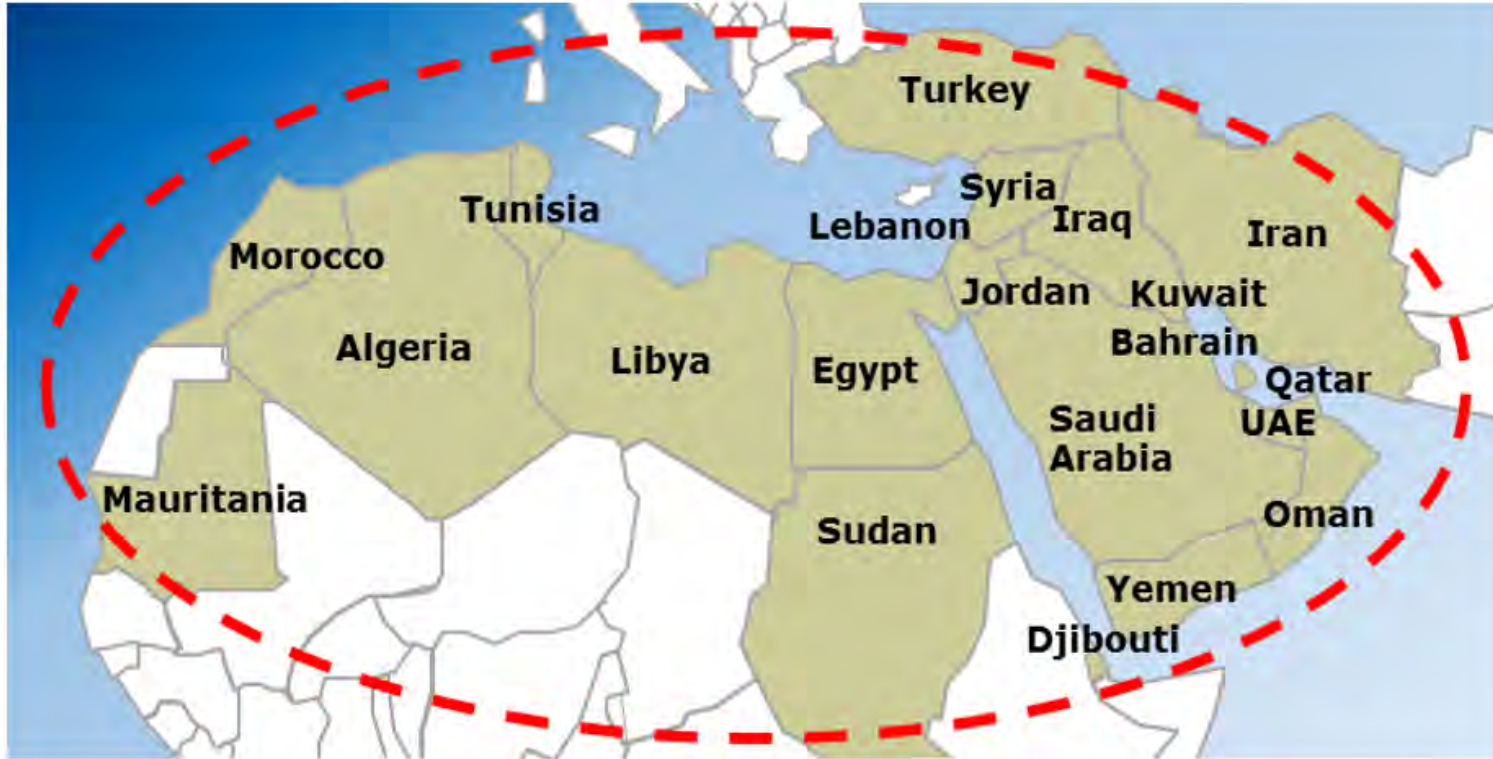 Turkey
Syria
Tunisia
Lebanon
Iraq
Iran
Morocco
Jordan
Kuwait
Algeria
Libya
Egypt
Bahrain
Qatar
Saudi
Arabia
UAE
Mauritania
Sudan
Oman
Yemen
Djibouti